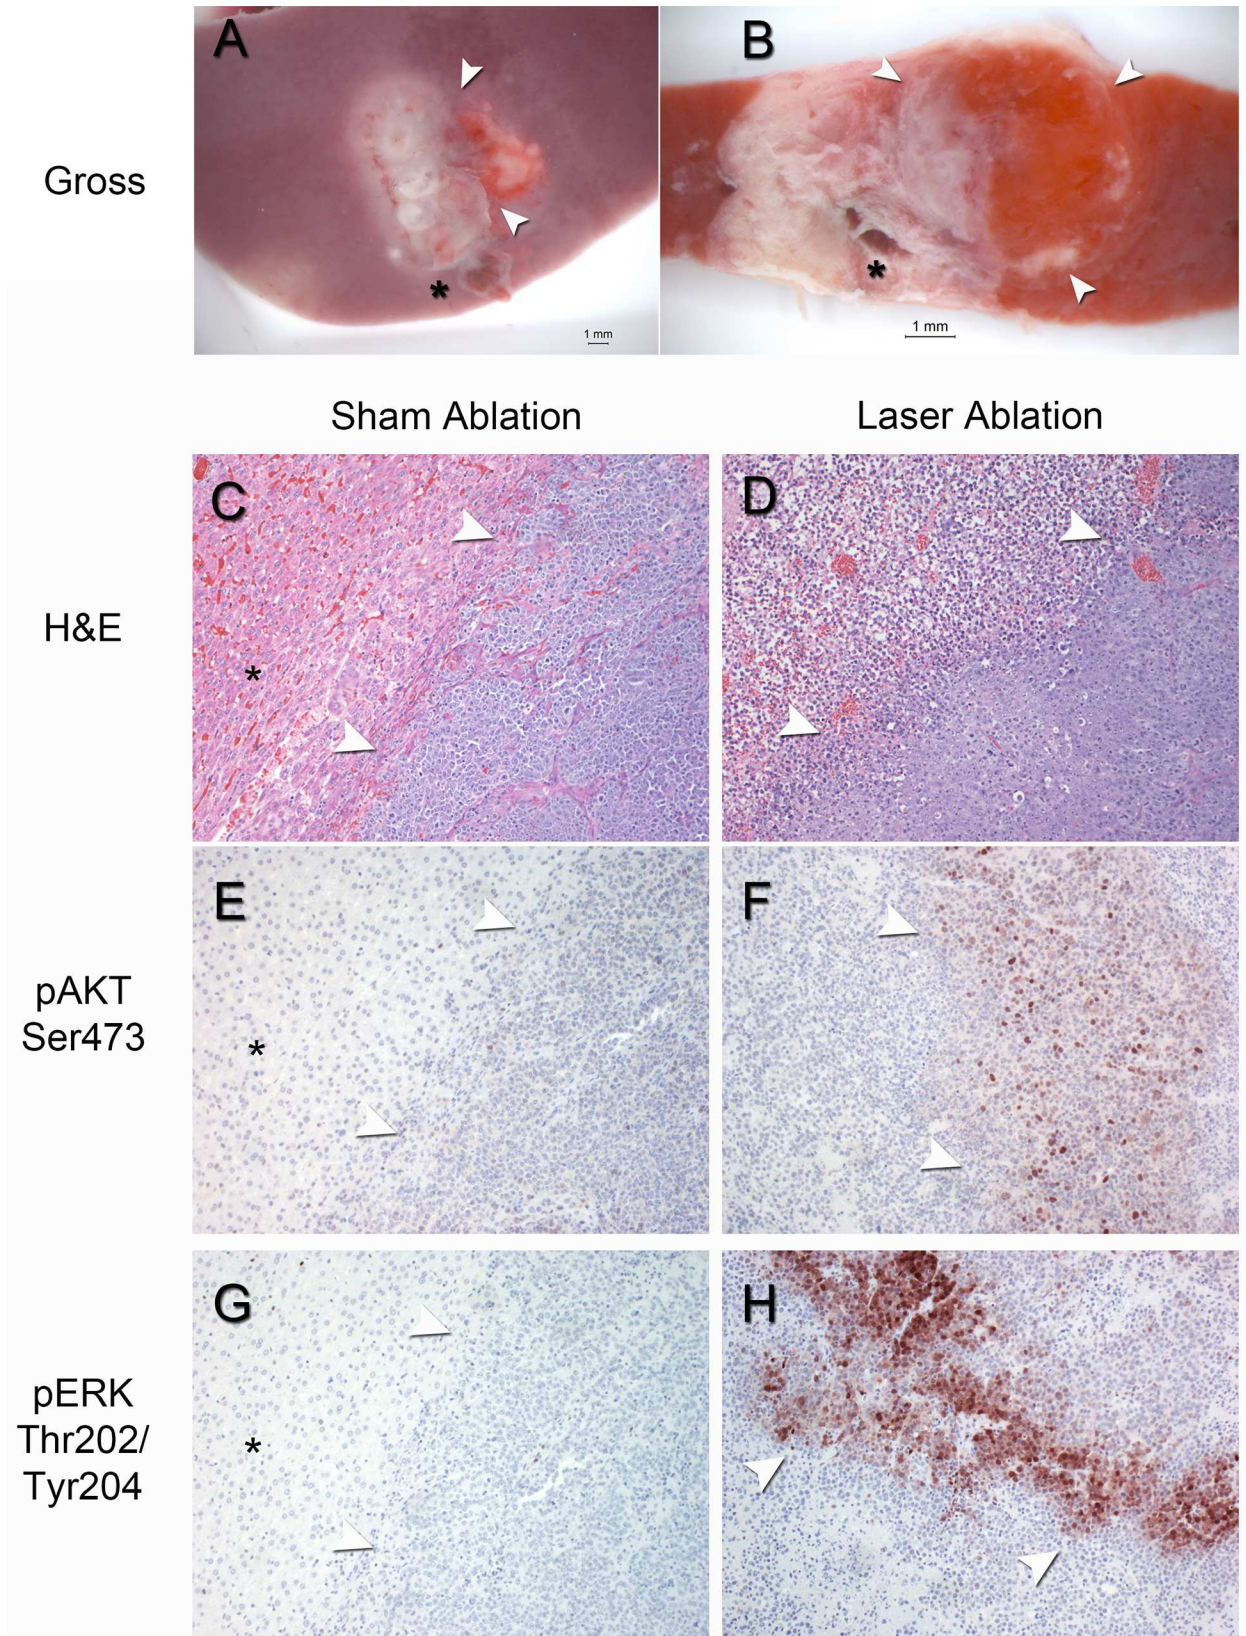 A
B
Gross
*
*
1 mm
1 mm
Sham Ablation
Laser Ablation
C
D
H&E
*
E
F
pAKT
Ser473
*
G
H
pERK
Thr202/
Tyr204
*